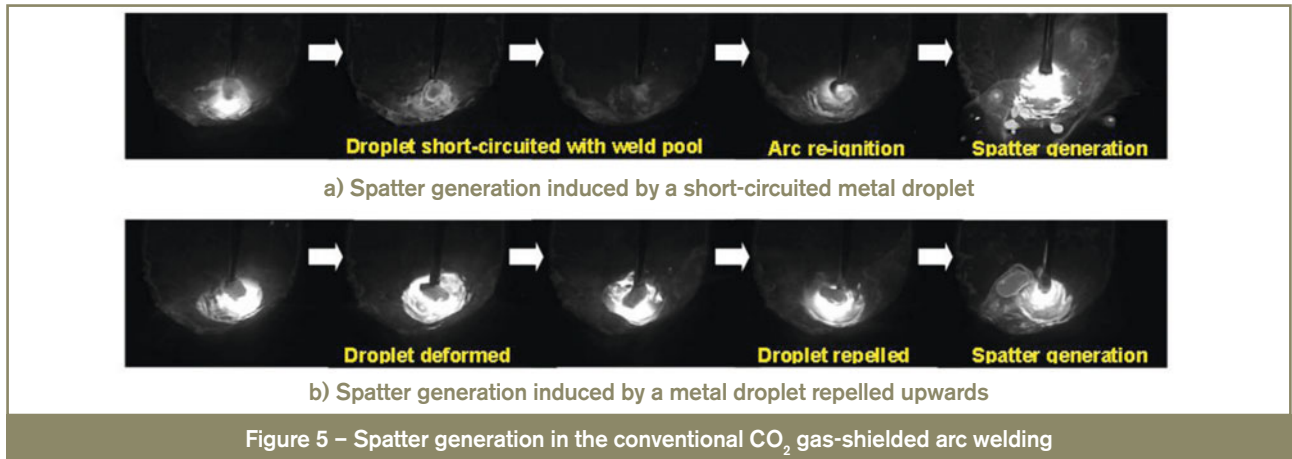 Droplet short-circuited with weld pool
Arc re-ignition
Spatter generation
a) Spatter generation induced by a short-circuited metal droplet
Droplet deformed
Droplet repelled
Spatter generation
b) Spatter generation induced by a metal droplet repelled upwards
Figure 5 – Spatter generation in the conventional CO₂ gas-shielded arc welding